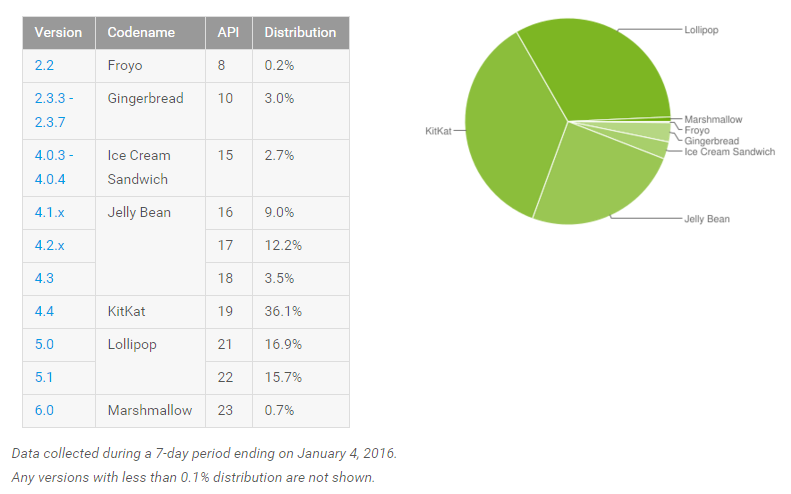 Version Codename API Distribution
2.2 Froyo 8 0.2%
2.3.3 - Gingerbread 10 3.0%
2.3.7
4.0.3 - Ice Cream 15 2.7%
4.0.4 Sandwich
4.1.x Jelly Bean 16 9.0%
4.2.x 17 12.2%
4.3 18 3.5%
4.4 KitKat 19 36.1%
5.0 Lollipop 21 16.9%
5.1 22 15.7%
6.0 Marshmallow 23 0.7%
Lollipop
KitKat
Marshmallow
Froyo
Gingerbread
Ice Cream Sandwich
Jelly Bean
Data collected during a 7-day period ending on January 4, 2016.
Any versions with less than 0.1% distribution are not shown.